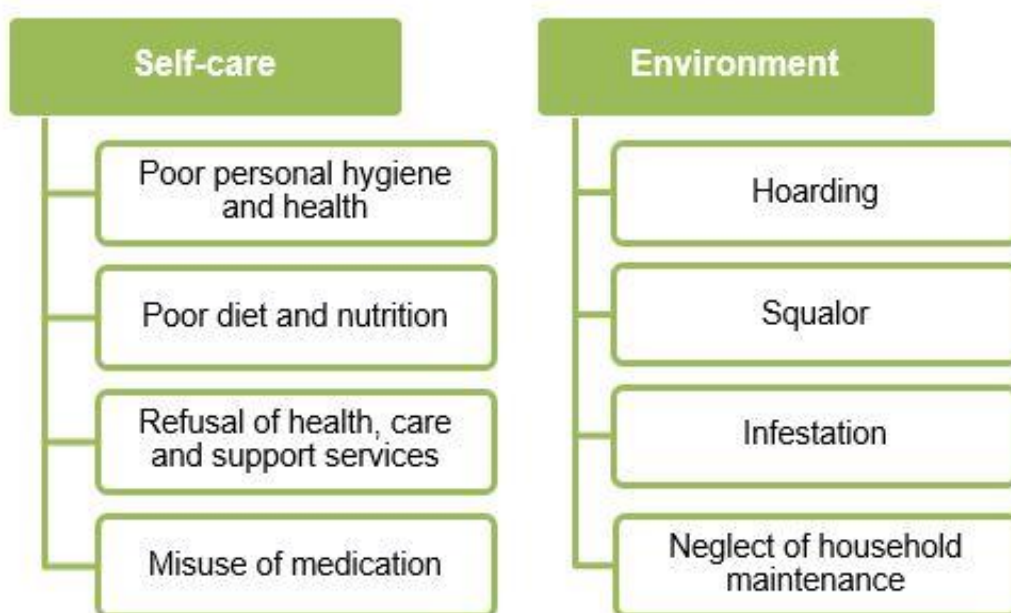 Self-care
Poor personal hygiene
and health
Poor diet and nutrition
Refusal of health, care
and support services
Misuse of medication
Environment
Hoarding
Squalor
Infestation
Neglect of household
maintenance